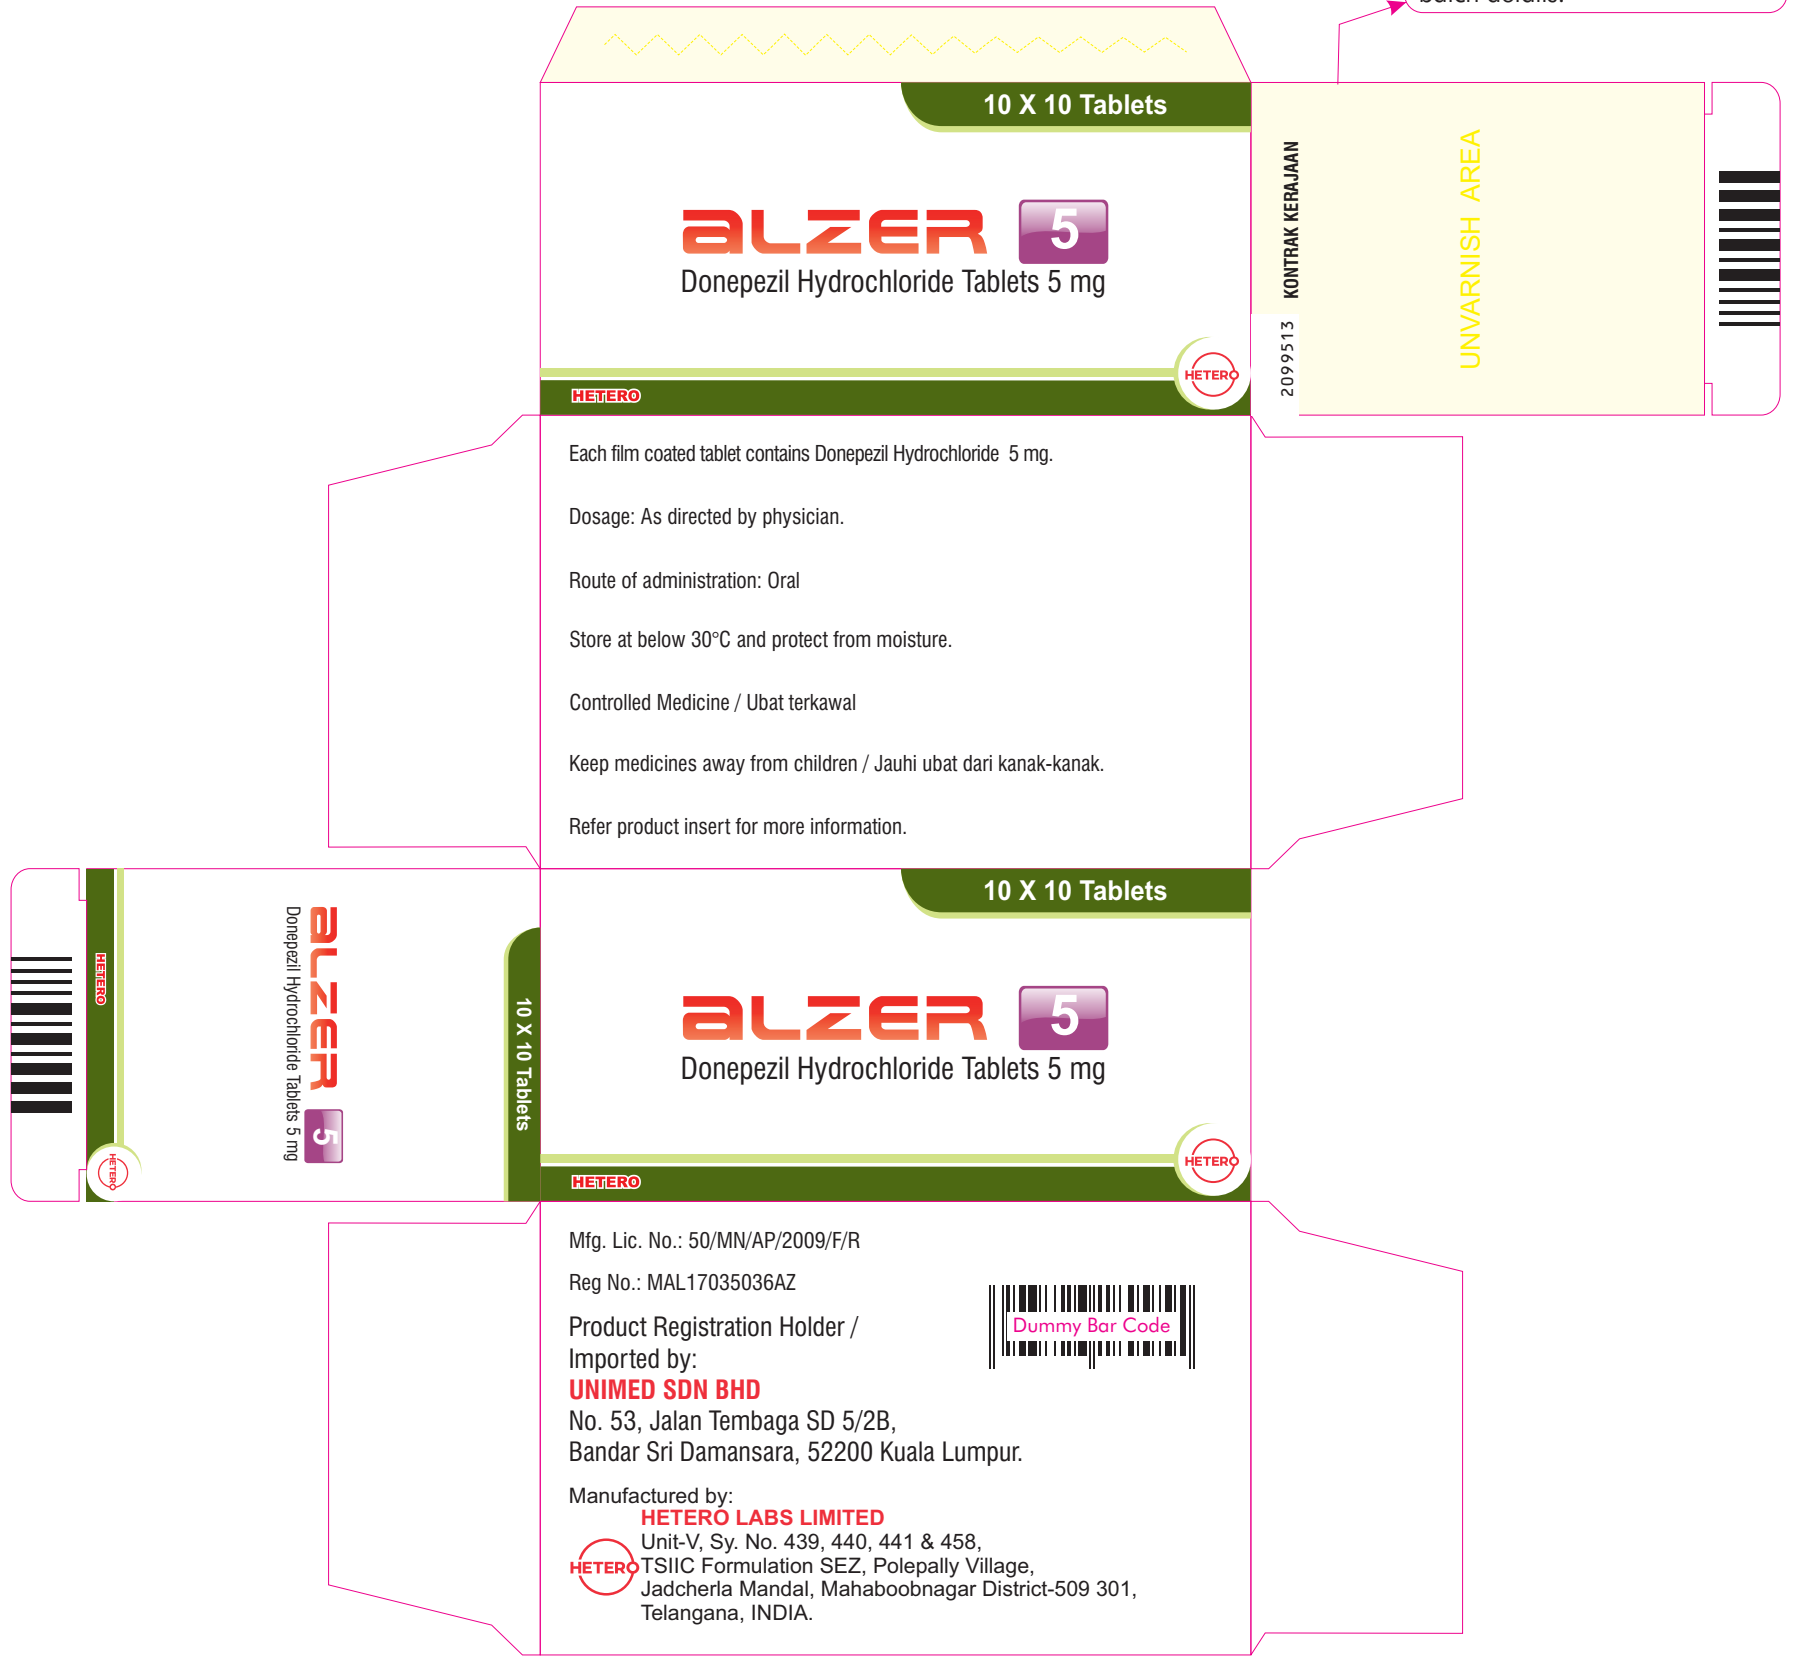 batch details.
10 X 10 Tablets
ALZER 5
Donepezil Hydrochloride Tablets 5 mg
HETERO
HETERO
KONTRAK KERAJAAN
2099513
UNVARNISH AREA
Each film coated tablet contains Donepezil Hydrochloride 5 mg.
Dosage: As directed by physician.
Route of administration: Oral
Store at below 30°C and protect from moisture.
Controlled Medicine / Ubat terkawal
Keep medicines away from children / Jauhi ubat dari kanak-kanak.
Refer product insert for more information.
HETERO
HETERO
ALZER 5
Donepezil Hydrochloride Tablets 5 mg
10 X 10 Tablets
10 X 10 Tablets
ALZER 5
Donepezil Hydrochloride Tablets 5 mg
HETERO
HETERO
Mfg. Lic. No.: 50/MN/AP/2009/F/R
Reg No.: MAL17035036AZ
Dummy Bar Code
Product Registration Holder /
Imported by:
UNIMED SDN BHD
No. 53, Jalan Tembaga SD 5/2B,
Bandar Sri Damansara, 52200 Kuala Lumpur.
Manufactured by:
HETERO LABS LIMITED
HETERO
Unit-V, Sy. No. 439, 440, 441 & 458,
TSIIC Formulation SEZ, Polepally Village,
Jadcherla Mandal, Mahaboobnagar District-509 301,
Telangana, INDIA.